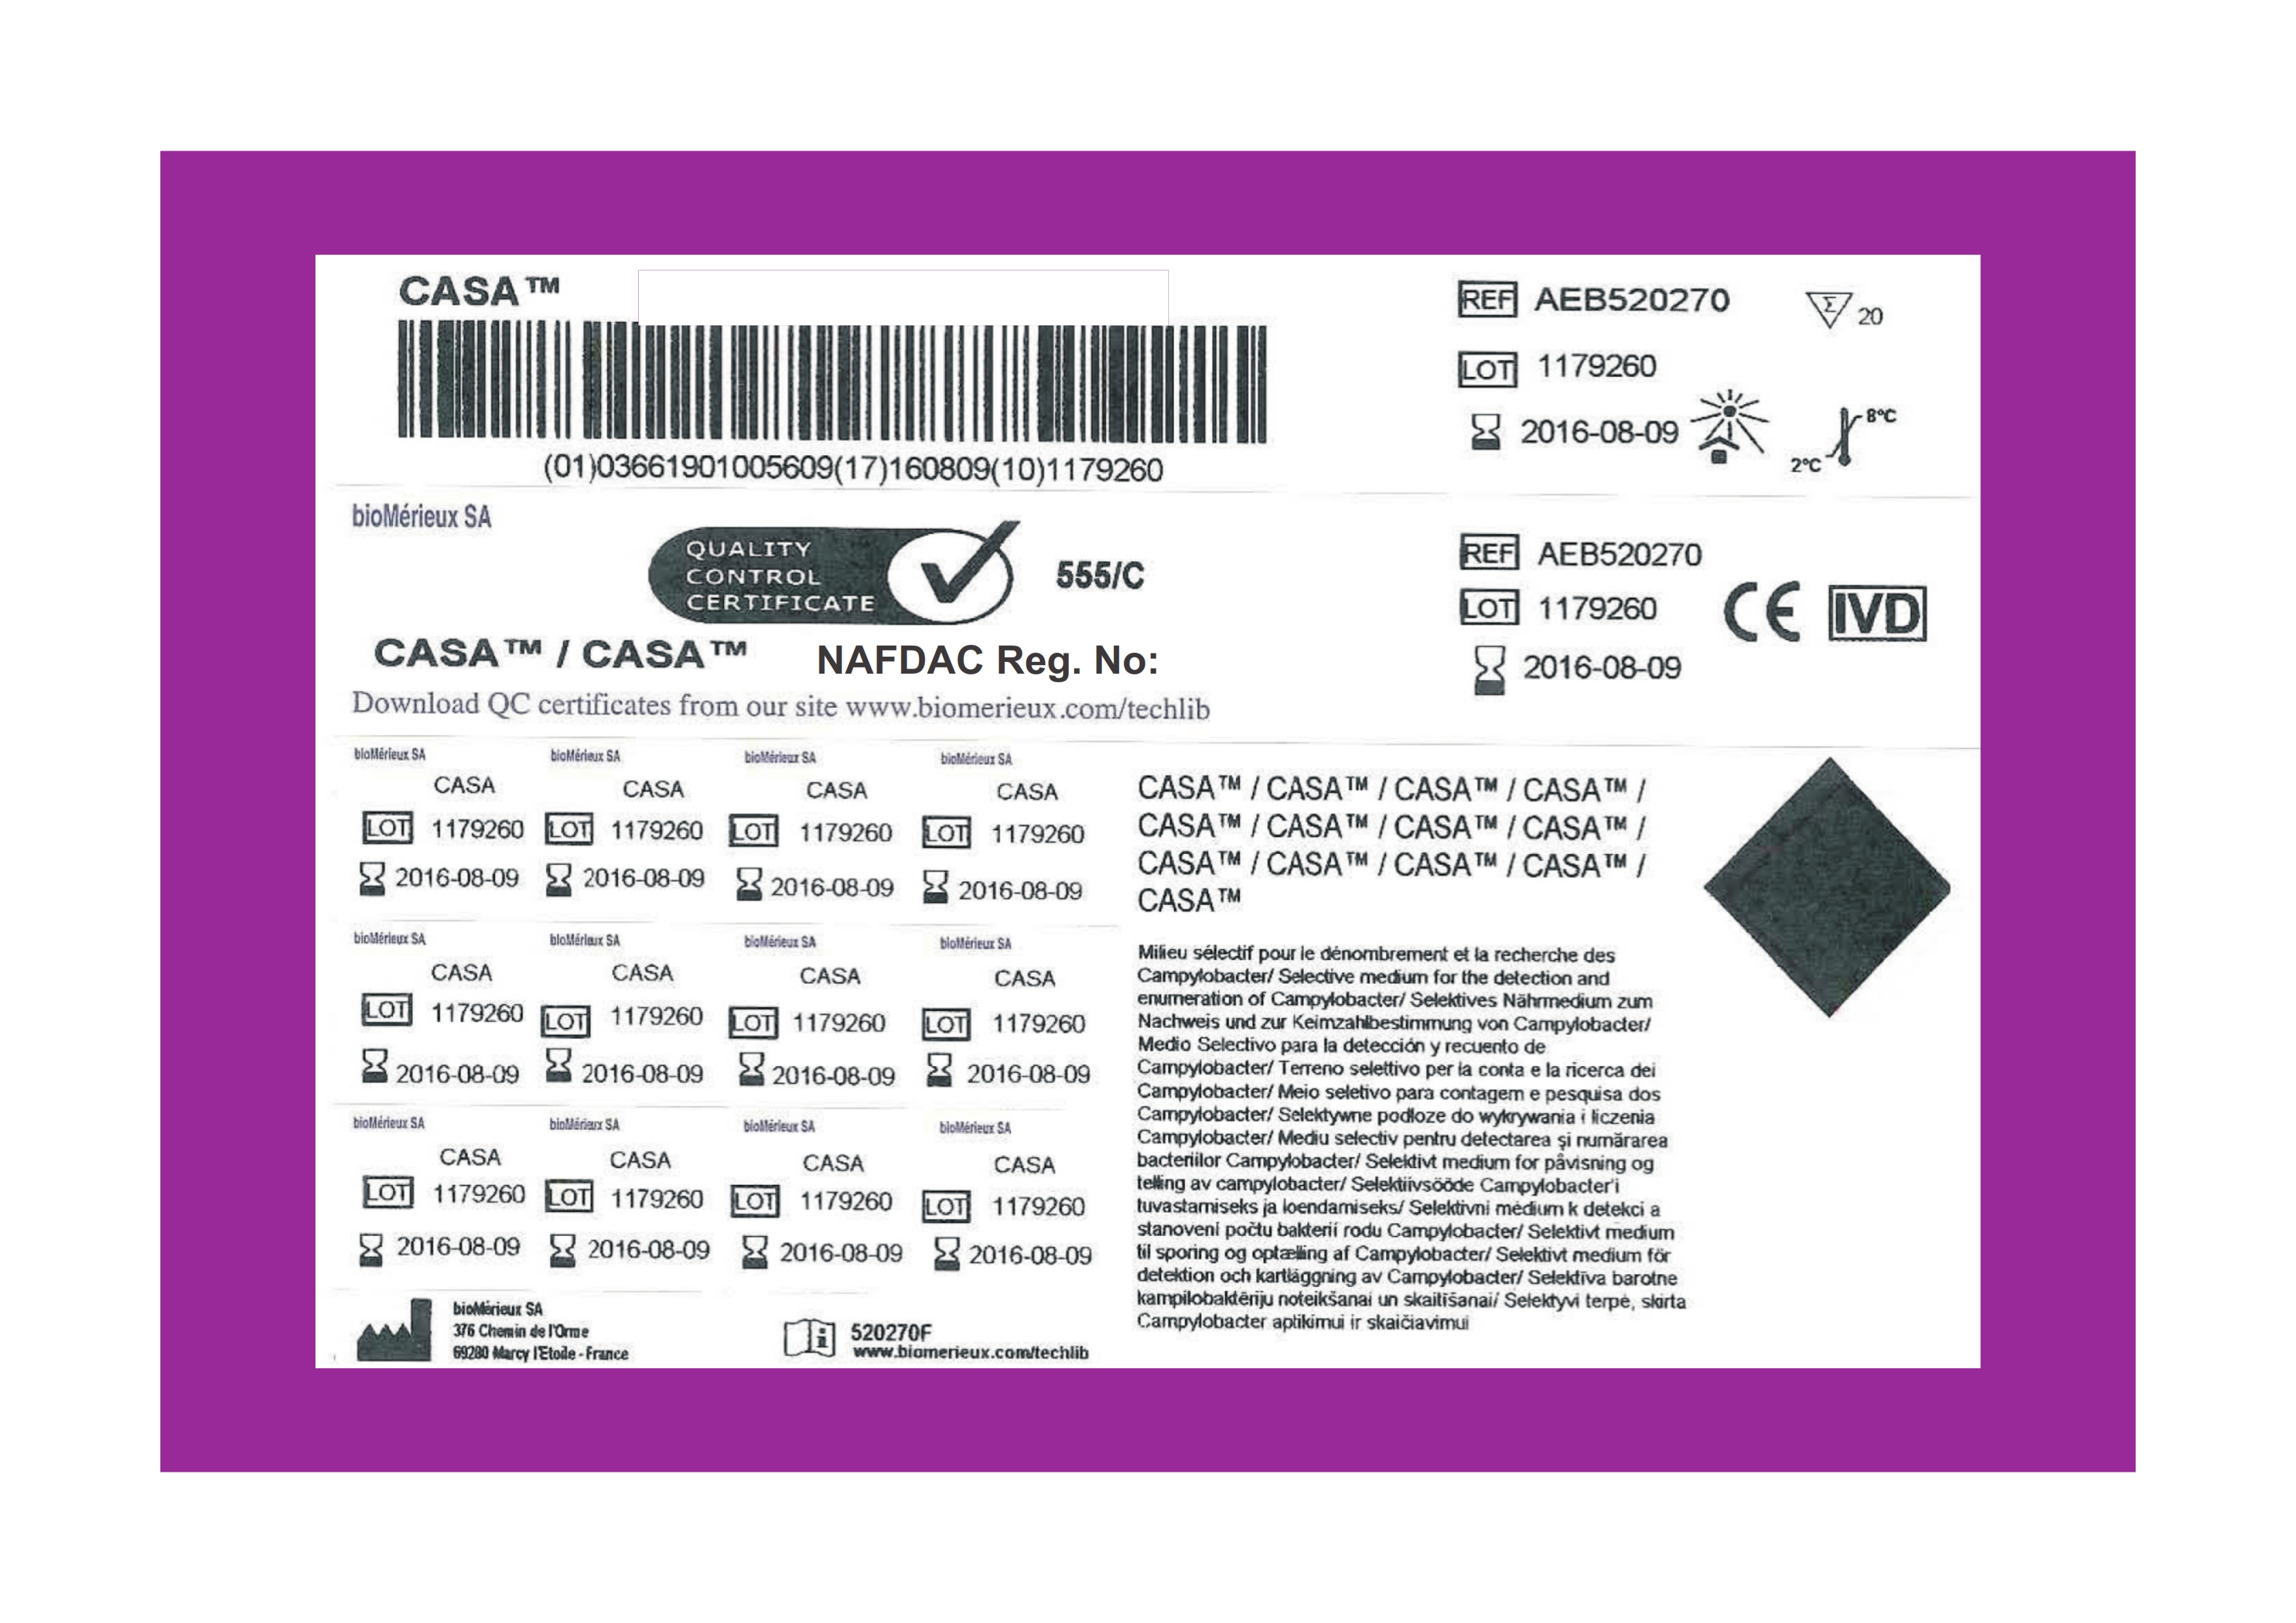 CASA™
REF AEB520270
Σ 20
LOT 1179260
2016-08-09
8°C
2°C
(01)03661901005609(17)160809(10)1179260
bioMérieux SA
QUALITY
CONTROL
CERTIFICATE
555/C
REF AEB520270
LOT 1179260
CE IVD
2016-08-09
CASA™ / CASA™ NAFDAC Reg. No:
Download QC certificates from our site www.biomerieux.com/techlib
bioMérieux SA bioMérieux SA bioMérieux SA bioMérieux SA
CASA CASA CASA CASA
LOT 1179260 LOT 1179260 LOT 1179260 LOT 1179260
2016-08-09 2016-08-09 2016-08-09 2016-08-09
bioMérieux SA bioMérieux SA bioMérieux SA bioMérieux SA
CASA CASA CASA CASA
LOT 1179260 LOT 1179260 LOT 1179260 LOT 1179260
2016-08-09 2016-08-09 2016-08-09 2016-08-09
bioMérieux SA bioMérieux SA bioMérieux SA bioMérieux SA
CASA CASA CASA CASA
LOT 1179260 LOT 1179260 LOT 1179260 LOT 1179260
2016-08-09 2016-08-09 2016-08-09 2016-08-09
CASA™ / CASA™ / CASA™ / CASA™ /
CASA™ / CASA™ / CASA™ / CASA™ /
CASA™ / CASA™ / CASA™ / CASA™ /
CASA™
Milieu sélectif pour le dénombrement et la recherche des
Campylobacter/ Selective medium for the detection and
enumeration of Campylobacter/ Selektives Nährmedium zum
Nachweis und zur Keimzahlbestimmung von Campylobacter/
Medio Selectivo para la detección y recuento de
Campylobacter/ Terreno selettivo per la conta e la ricerca dei
Campylobacter/ Meio seletivo para contagem e pesquisa dos
Campylobacter/ Selektywne podłoze do wykrywania i liczenia
Campylobacter/ Mediu selectiv pentru detectarea şi numărarea
bacteriilor Campylobacter/ Selektivt medium for påvisning og
telling av campylobacter/ Selektiivsööde Campylobacter'i
tuvastamiseks ja loendamiseks/ Selektivní médium k detekci a
stanovení počtu bakterií rodu Campylobacter/ Selektivt medium
til sporing og optælling af Campylobacter/ Selektivt medium för
detektion och kartläggning av Campylobacter/ Selektīva barotne
kampilobaktēriju noteikšanai un skaitīšanai/ Selektyvi terpė, skirta
Campylobacter aptikimui ir skaičiavimui
bioMérieux SA
376 Chemin de l'Orme
69280 Marcy l'Etoile - France
i 520270F
www.biomerieux.com/techlib